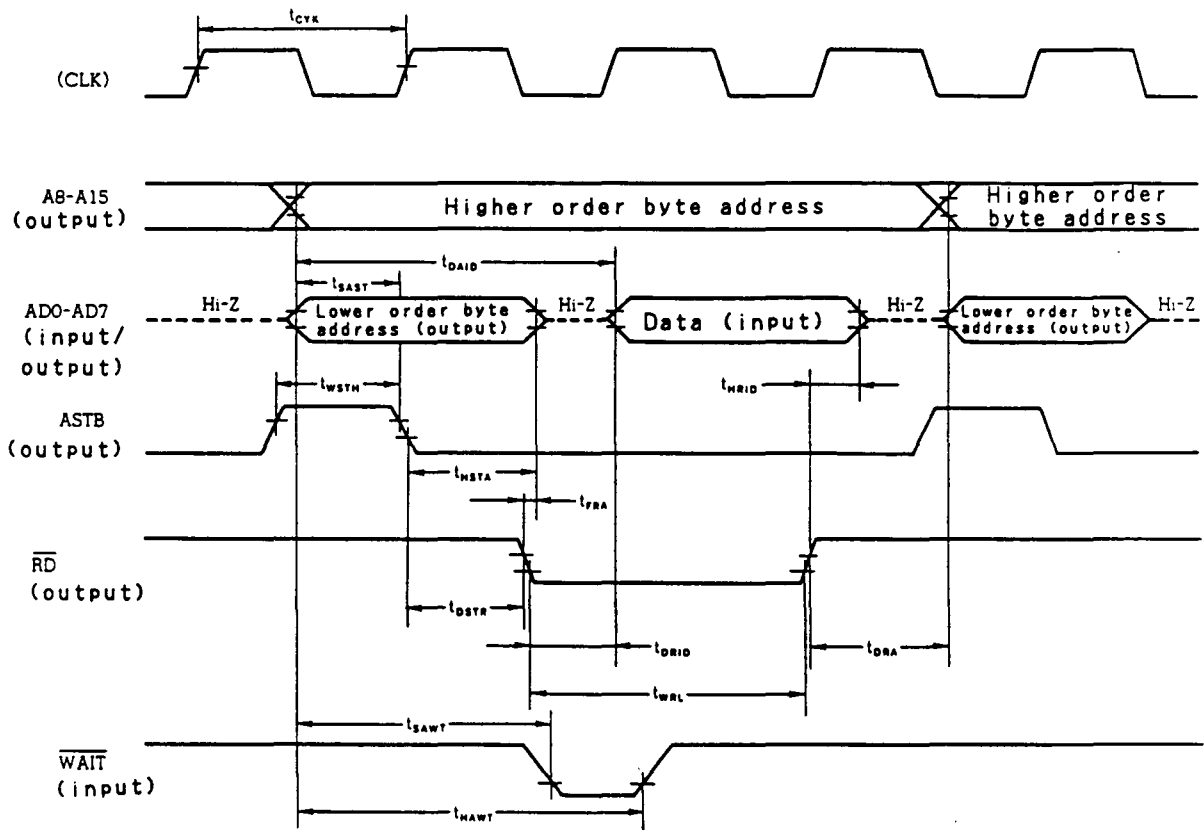 tCYK
(CLK)
A8-A15
(output)
Higher order byte address
Higher order
byte address
tDAID
tSAST
AD0-AD7
(input/
output)
Hi-Z
Lower order byte
address (output)
Hi-Z
Data (input)
Hi-Z
Lower order byte
address (output)
Hi-Z
tWSTH
tHRID
ASTB
(output)
tHSTA
tFRA
RD
(output)
tDSTR
tDRID
tDRA
tWRL
tSAWT
WAIT
(input)
tHAWT